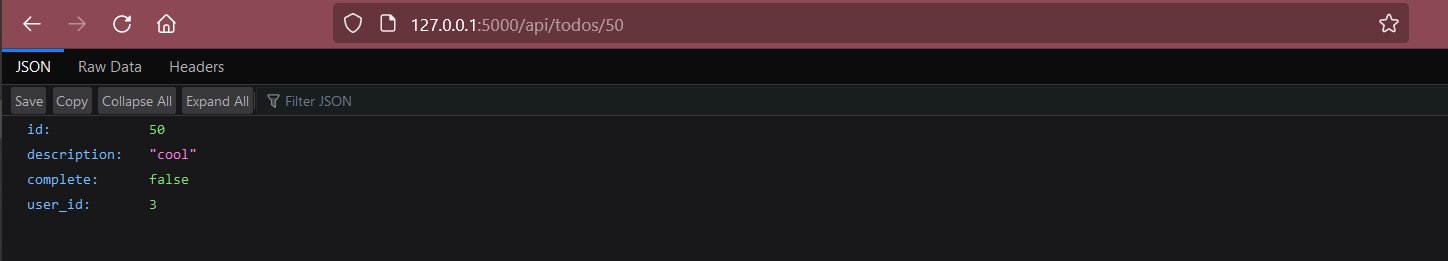 127.0.0.1:5000/api/todos/50
JSON Raw Data Headers
Save Copy Collapse All Expand All Filter JSON
id: 50
description: "cool"
complete: false
user_id: 3